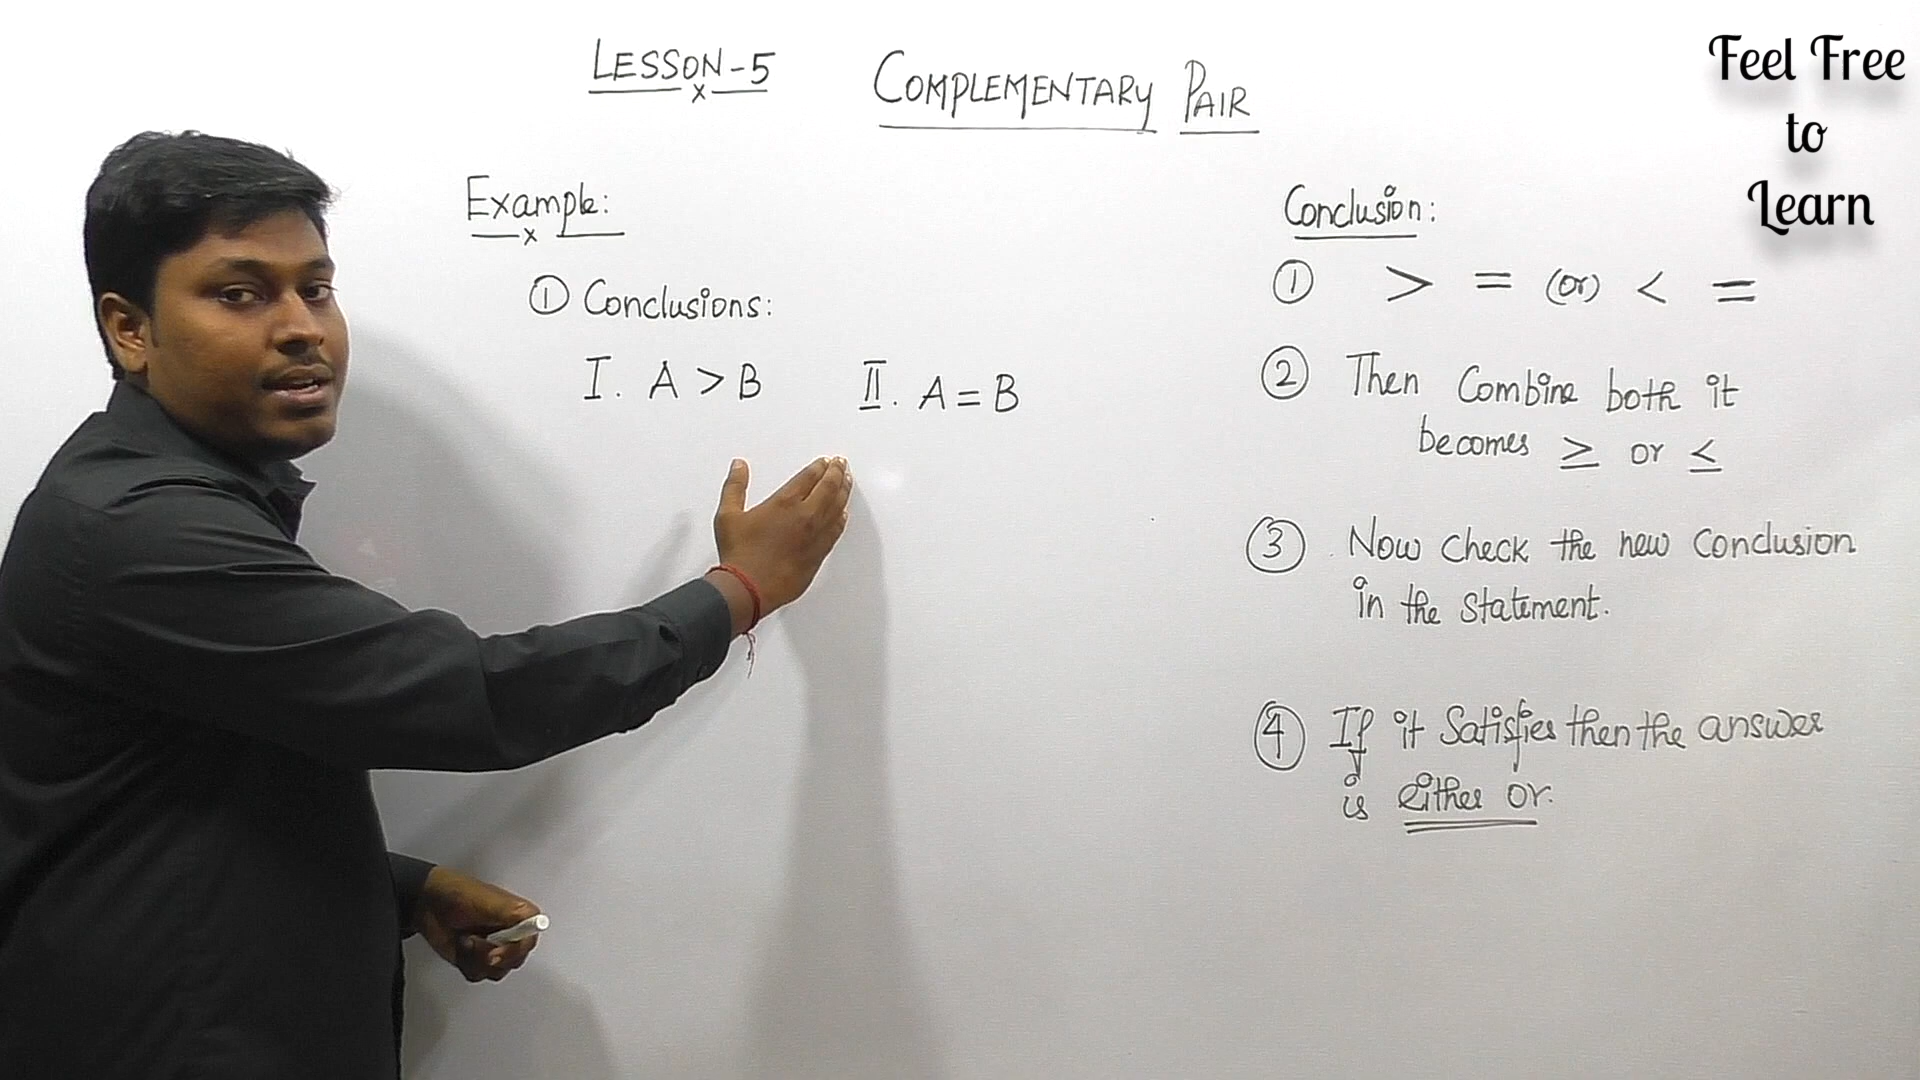 LESSON-5 COMPLEMENTARY PAIR
Example:
① Conclusions:
I. A > B II. A = B
Conclusion:
① > = (or) < =
② Then Combine both it
becomes ≥ or ≤
③ . Now check the new conclusion
in the statement.
④ If it Satisfies then the answer
is either or.
Feel Free
to
Learn